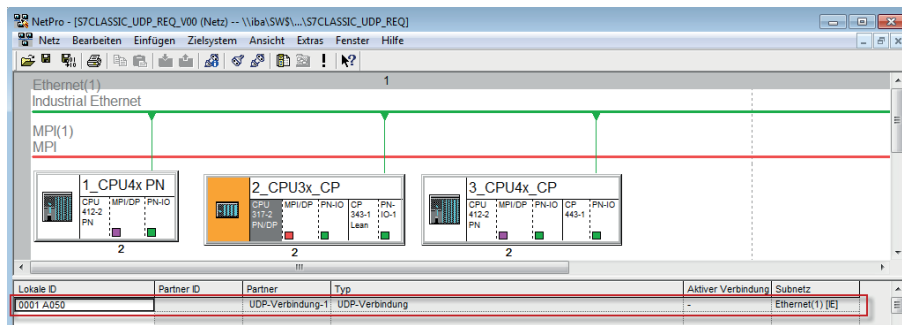 NetPro - [S7CLASSIC_UDP_REQ_V00 (Netz) -- \\iba\SW$\...\S7CLASSIC_UDP_REQ]
Netz Bearbeiten Einfügen Zielsystem Ansicht Extras Fenster Hilfe
Ethernet(1) 1
Industrial Ethernet
MPI(1)
MPI
1_CPU4x PN
CPU 412-2 PN
MPI/DP
PN-IO
2
2_CPU3x_CP
CPU 317-2 PN/DP
MPI/DP
PN-IO
CP 343-1 Lean
PN-IO-1
2
3_CPU4x_CP
CPU 412-2 PN
MPI/DP
PN-IO
CP 443-1
PN-IO
2
Lokale ID Partner ID Partner Typ Aktiver Verbindung Subnetz
0001 A050 UDP-Verbindung-1 UDP-Verbindung - Ethernet(1) [IE]